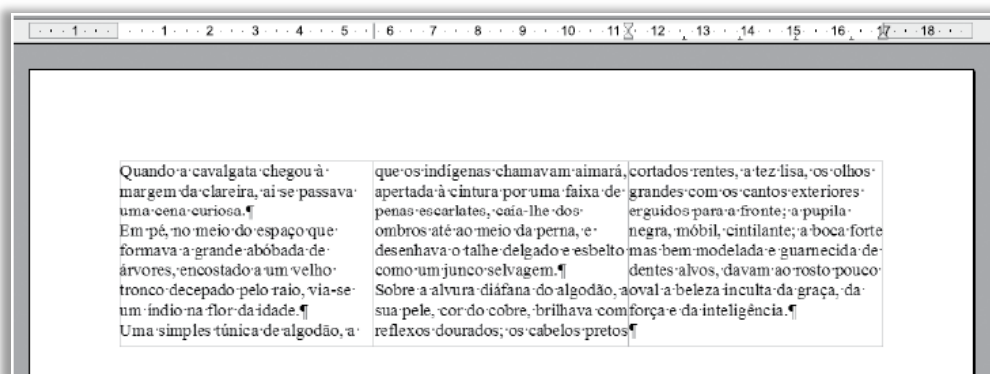 1 1 2 3 4 5 6 7 8 9 10 11 12 13 14 15 16 17 18
Quando a cavalgata chegou à
margem da clareira, ai se passava
uma cena curiosa.¶
Em pé, no meio do espaço que
formava a grande abóbada de
árvores, encostado a um velho
tronco decepado pelo raio, via-se
um índio na flor da idade.¶
Uma simples túnica de algodão, a
que os indígenas chamavam aimará,
apertada à cintura por uma faixa de
penas escarlates, caía-lhe dos
ombros até ao meio da perna, e
desenhava o talhe delgado e esbelto
como um junco selvagem.¶
Sobre a alvura diáfana do algodão, a
sua pele, cor do cobre, brilhava com
reflexos dourados; os cabelos pretos
cortados rentes, a tez lisa, os olhos
grandes com os cantos exteriores
erguidos para a fronte; a pupila
negra, móbil, cintilante; a boca forte
mas bem modelada e guarnecida de
dentes alvos, davam ao rosto pouco
oval a beleza inculta da graça, da
força e da inteligência.¶
¶